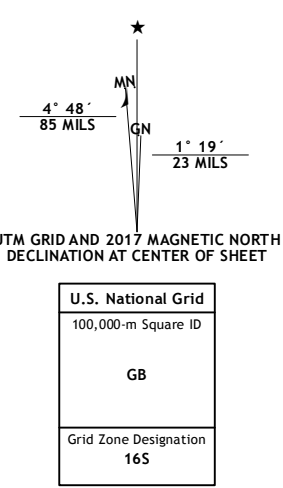 MN
4° 48´
85 MILS
GN
1° 19´
23 MILS
UTM GRID AND 2017 MAGNETIC NORTH
DECLINATION AT CENTER OF SHEET
U.S. National Grid
100,000-m Square ID
GB
Grid Zone Designation
16S